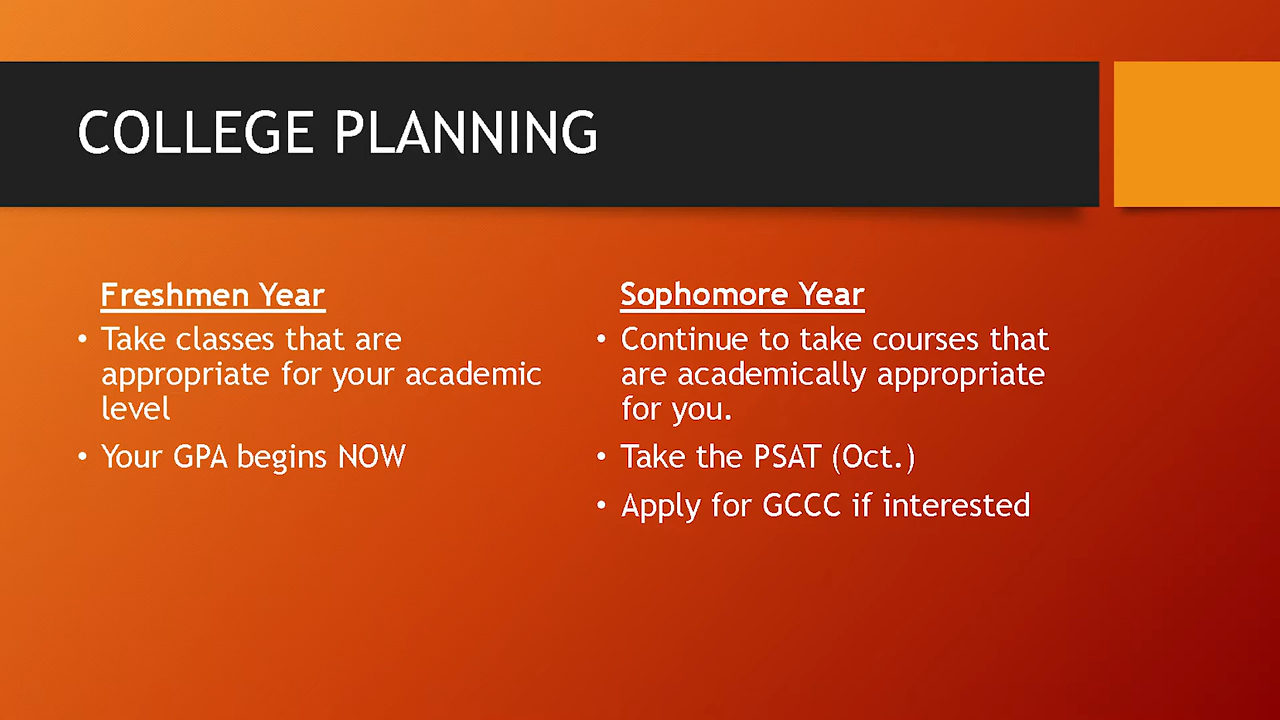 COLLEGE PLANNING
Freshmen Year
• Take classes that are
appropriate for your academic
level
• Your GPA begins NOW
Sophomore Year
• Continue to take courses that
are academically appropriate
for you.
• Take the PSAT (Oct.)
• Apply for GCCC if interested